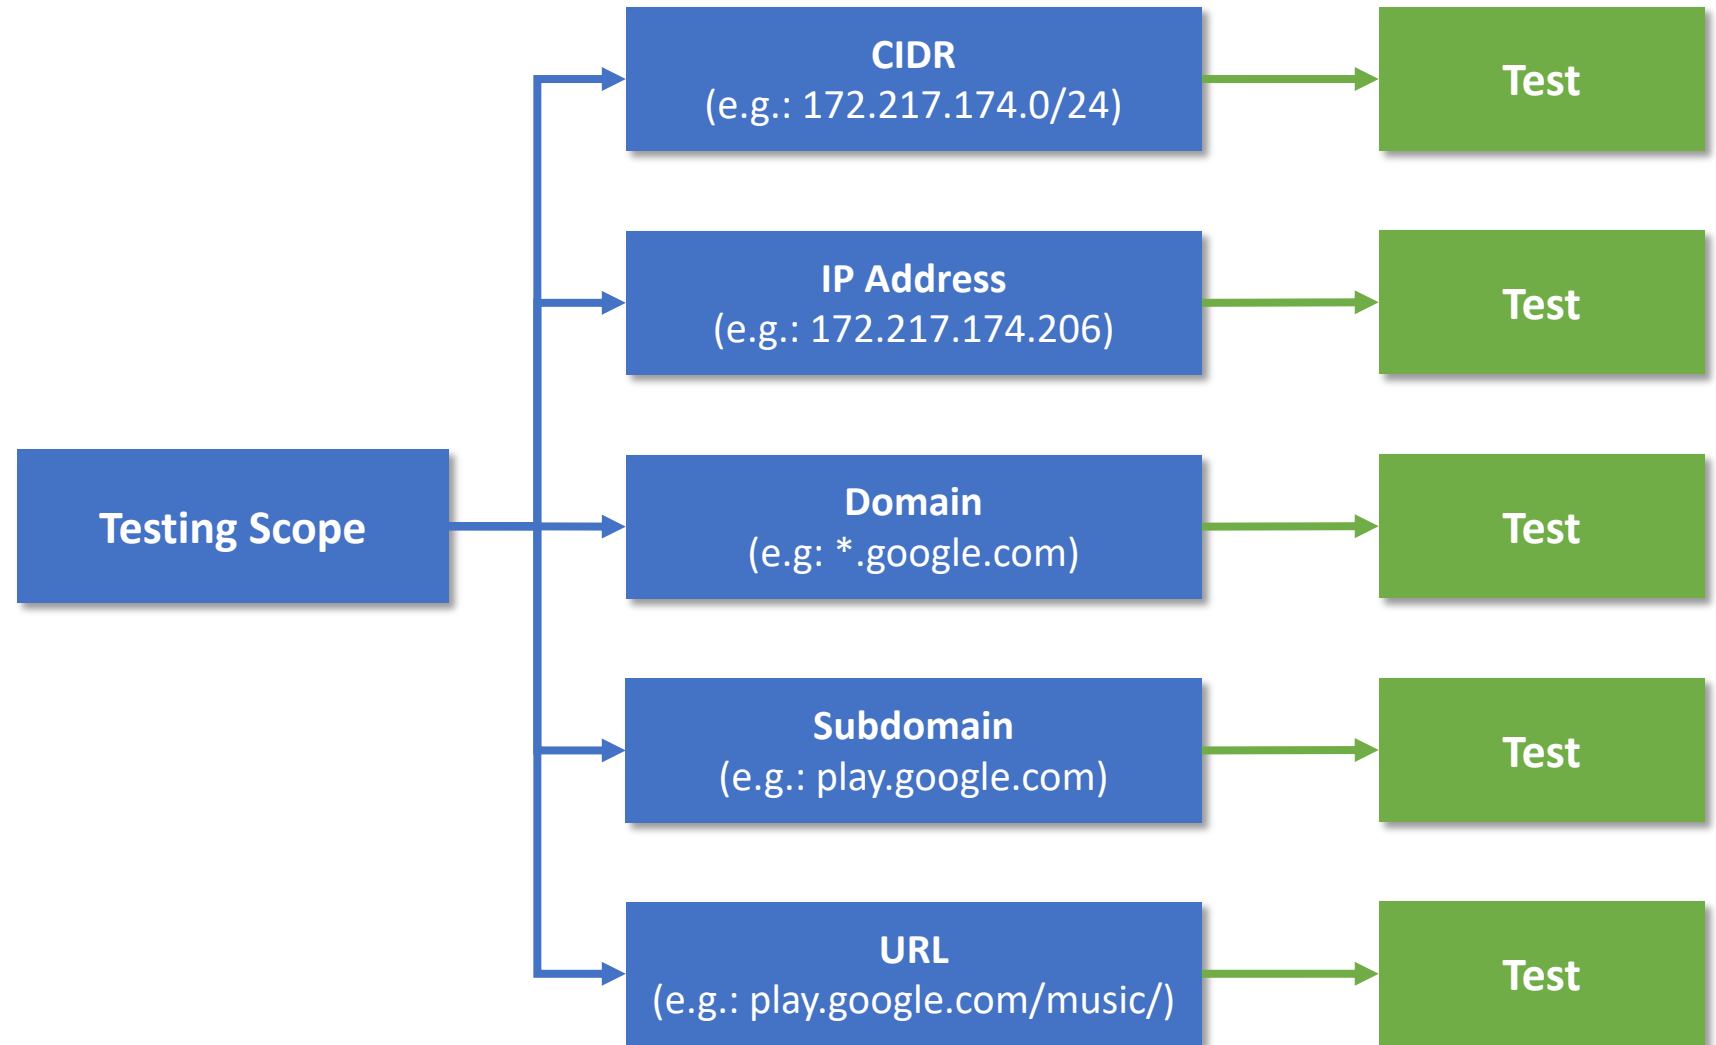 CIDR
(e.g.: 172.217.174.0/24)
Test
IP Address
(e.g.: 172.217.174.206)
Test
Testing Scope
Domain
(e.g: *.google.com)
Test
Subdomain
(e.g.: play.google.com)
Test
URL
(e.g.: play.google.com/music/)
Test